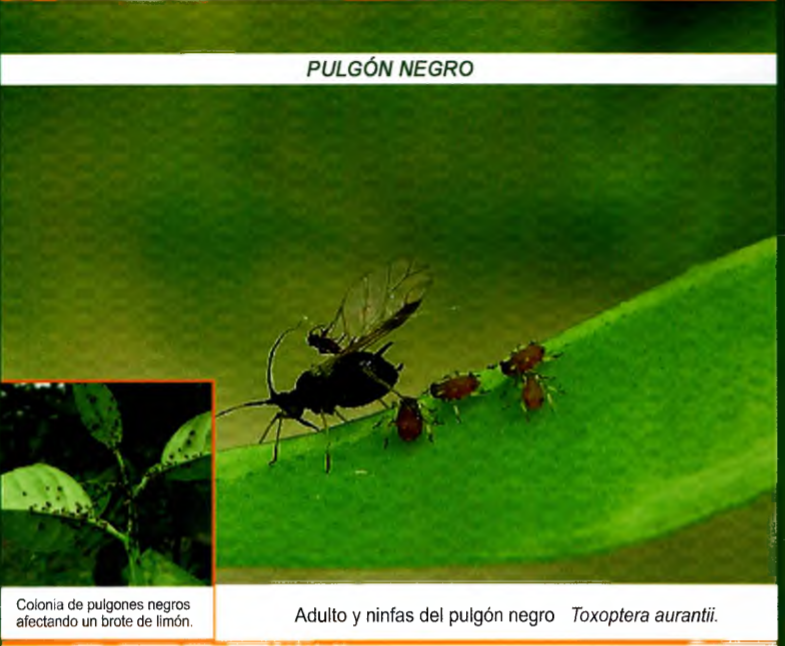 PULGÓN NEGRO
Colonia de pulgones negros
afectando un brote de limón.
Adulto y ninfas del pulgón negro Toxoptera aurantii.